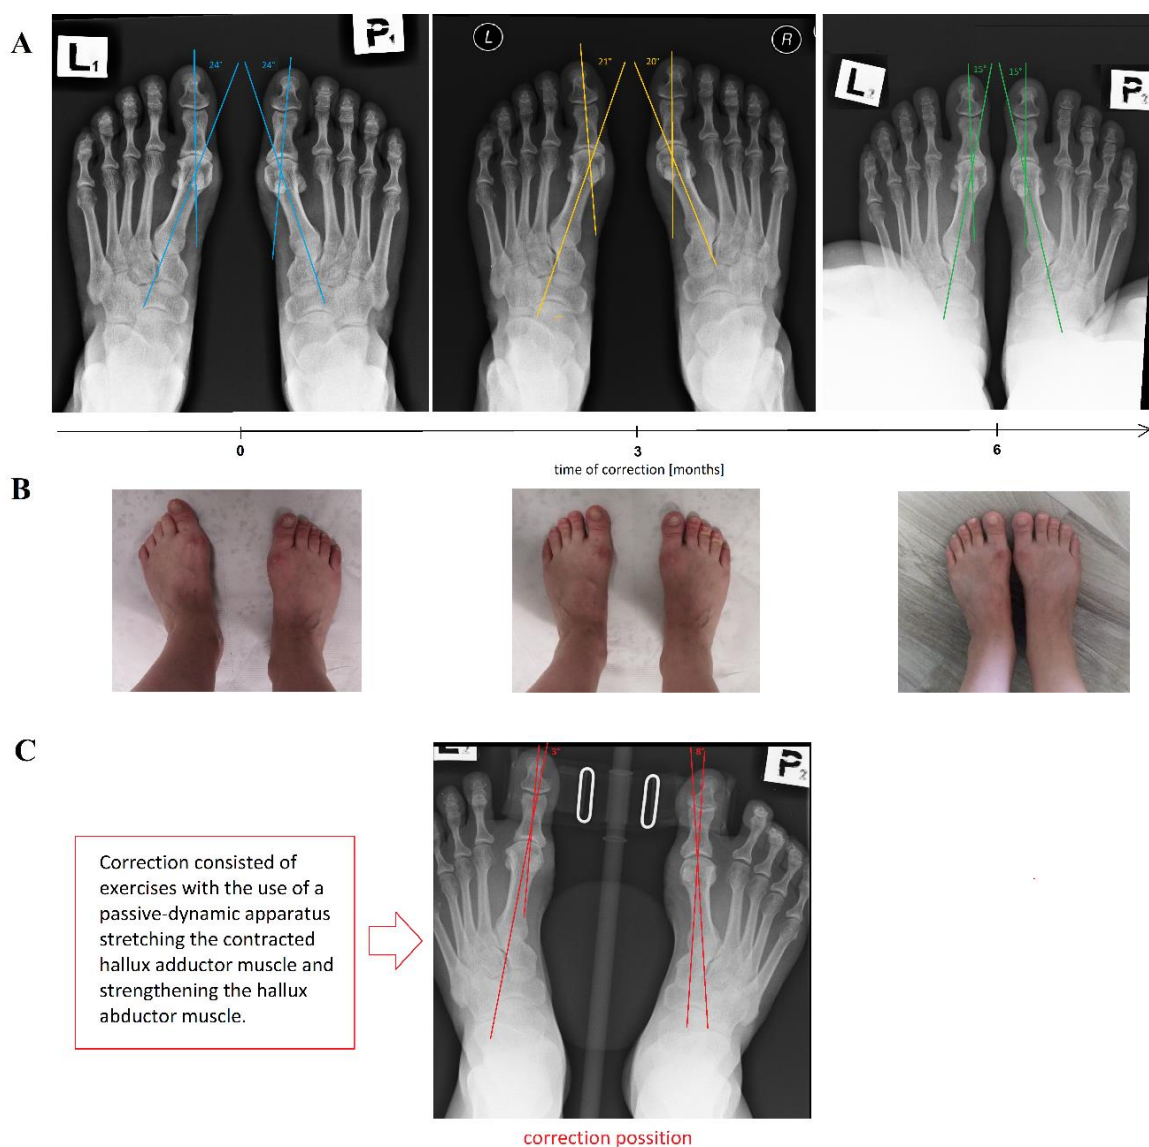 A
L1
P1
24°
24°
L
R
21°
20°
L2
P2
15°
15°
0
3
6
time of correction [months]
B
C
L2
P2
3°
8°
Correction consisted of
exercises with the use of a
passive-dynamic apparatus
stretching the contracted
hallux adductor muscle and
strengthening the hallux
abductor muscle.
correction possition